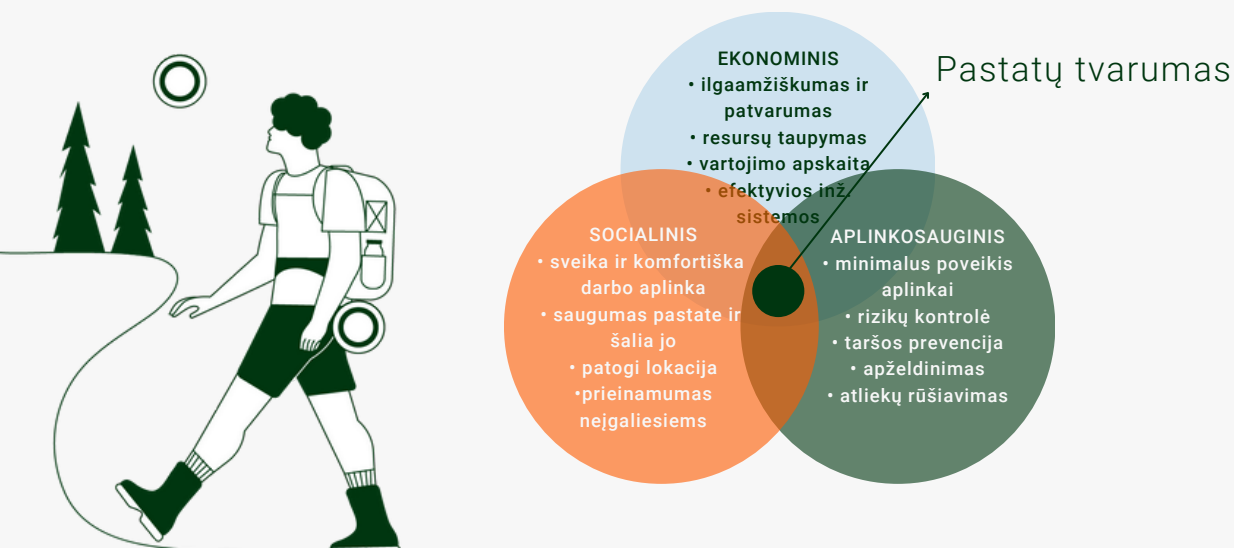 Pastatų tvarumas
EKONOMINIS
• ilgaamžiškumas ir
patvarumas
• resursų taupymas
• vartojimo apskaita
• efektyvios inž.
sistemos
SOCIALINIS
• sveika ir komfortiška
darbo aplinka
• saugumas pastate ir
šalia jo
• patogi lokacija
•prieinamumas
neįgaliesiems
APLINKOSAUGINIS
• minimalus poveikis
aplinkai
• rizikų kontrolė
• taršos prevencija
• apželdinimas
• atliekų rūšiavimas